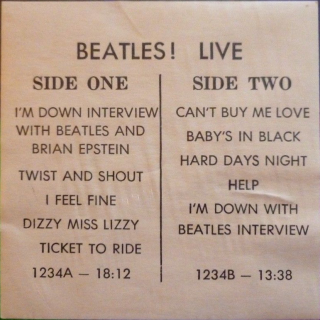 BEATLES! LIVE
SIDE ONE
I'M DOWN INTERVIEW
WITH BEATLES AND
BRIAN EPSTEIN
TWIST AND SHOUT
I FEEL FINE
DIZZY MISS LIZZY
TICKET TO RIDE
1234A — 18:12
SIDE TWO
CAN'T BUY ME LOVE
BABY'S IN BLACK
HARD DAYS NIGHT
HELP
I'M DOWN WITH
BEATLES INTERVIEW
1234B — 13:38